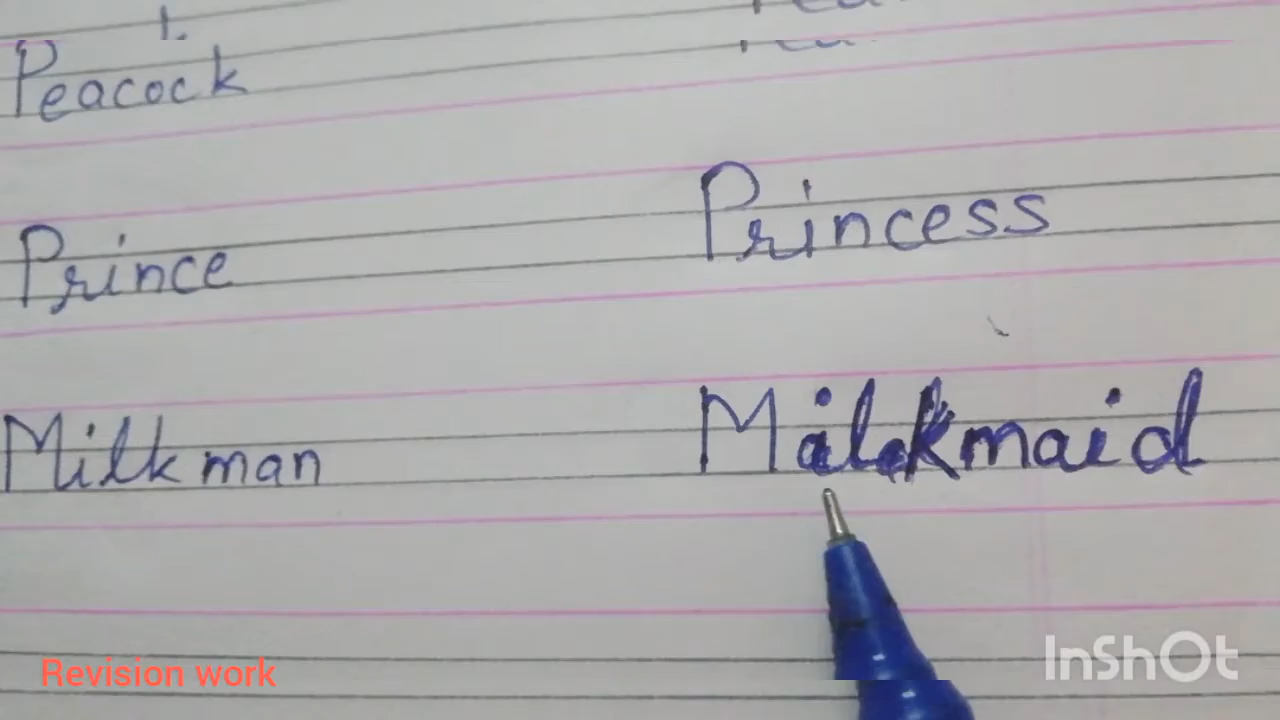 Peacock
Prince Princess
Milkman Milkmaid
Revision work
InShOt